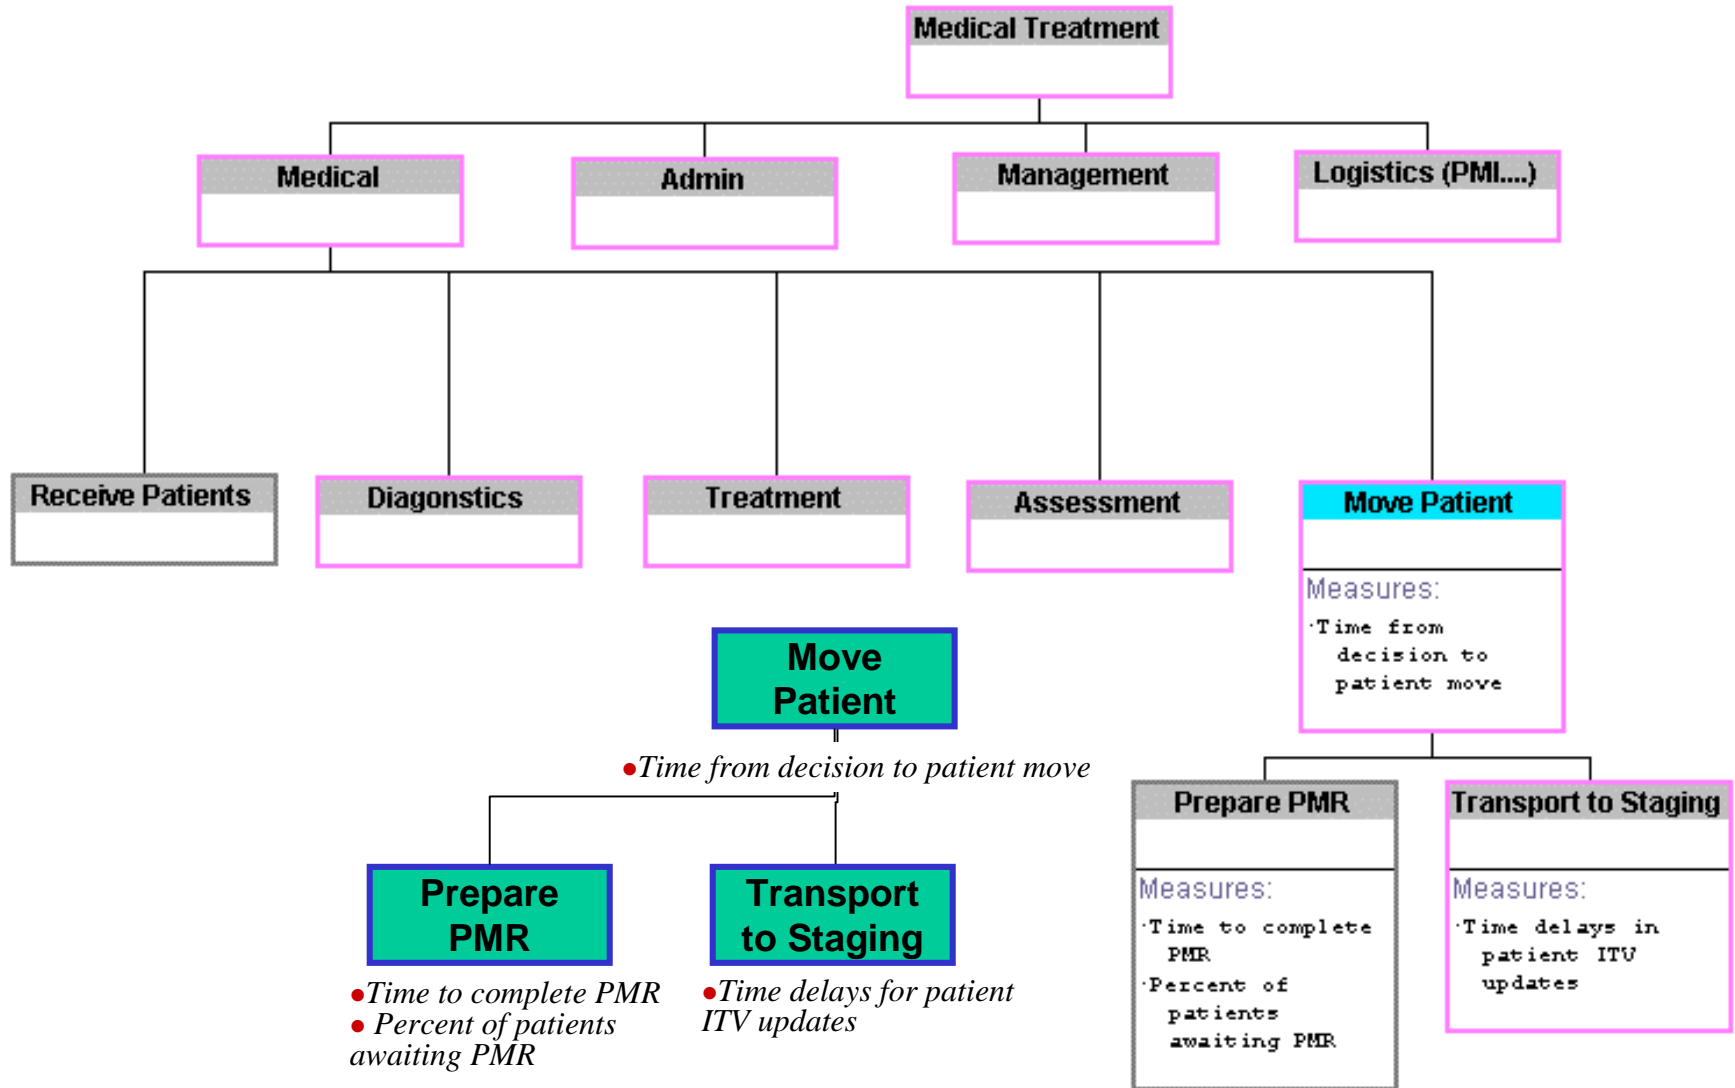 Medical Treatment
Medical
Admin
Management
Logistics (PMI....)
Receive Patients
Diagonstics
Treatment
Assessment
Move Patient
Measures:
·Time from
decision to
patient move
Move
Patient
●Time from decision to patient move
Prepare
PMR
●Time to complete PMR
● Percent of patients
awaiting PMR
Transport
to Staging
●Time delays for patient
ITV updates
Prepare PMR
Measures:
·Time to complete
PMR
·Percent of
patients
awaiting PMR
Transport to Staging
Measures:
·Time delays in
patient ITV
updates